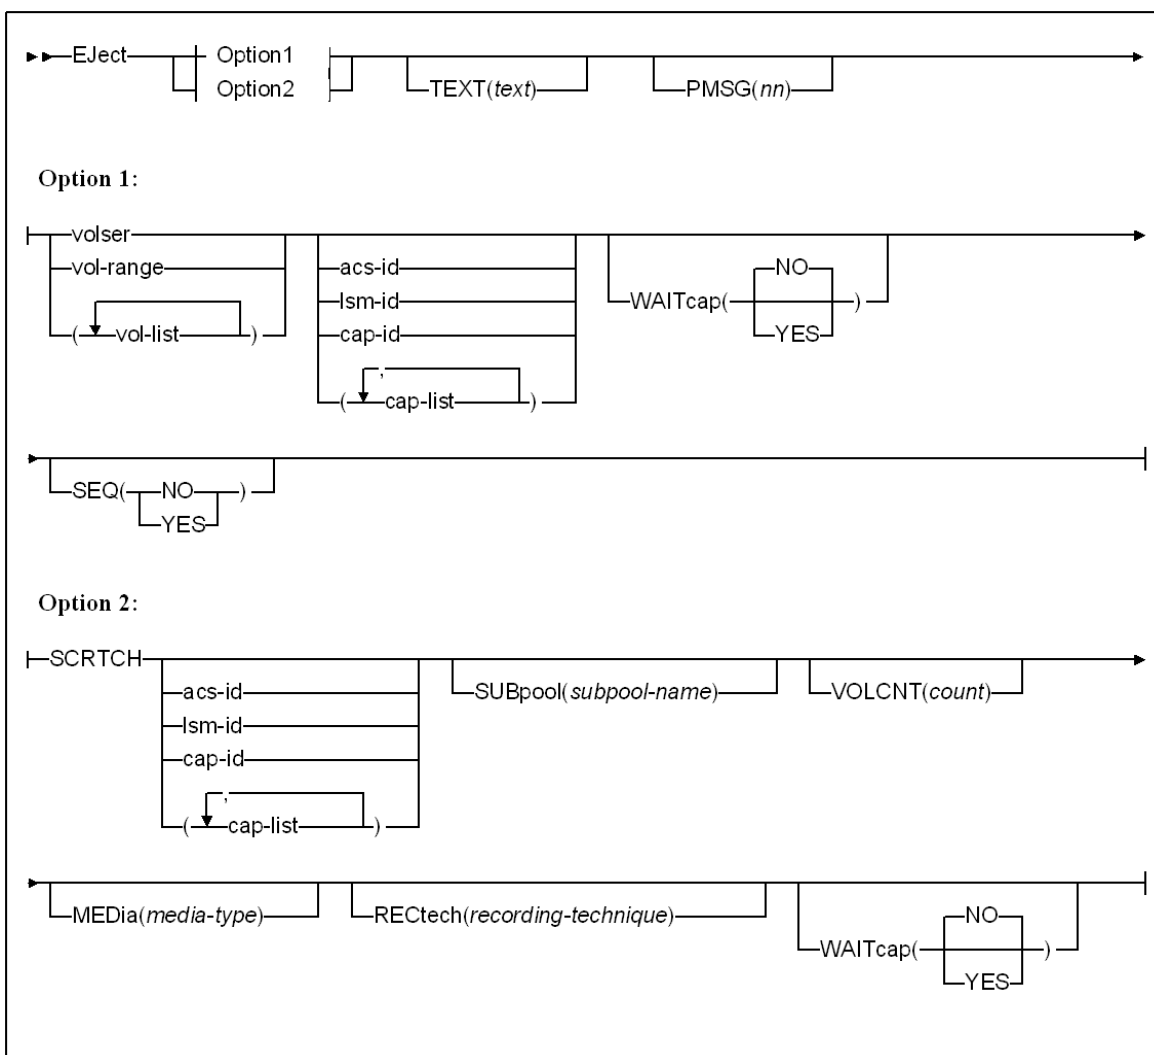 EJect Option1
Option2 TEXT(text) PMSG(nn)
Option 1:
volser
vol-range acs-id NO
lsm-id WAITcap( )
( vol-list ) cap-id YES
,
( cap-list )
SEQ( NO )
YES
Option 2:
SCRTCH
acs-id SUBpool(subpool-name) VOLCNT(count)
lsm-id
cap-id
,
( cap-list )
MEDia(media-type) RECtech(recording-technique) NO
WAITcap( )
YES